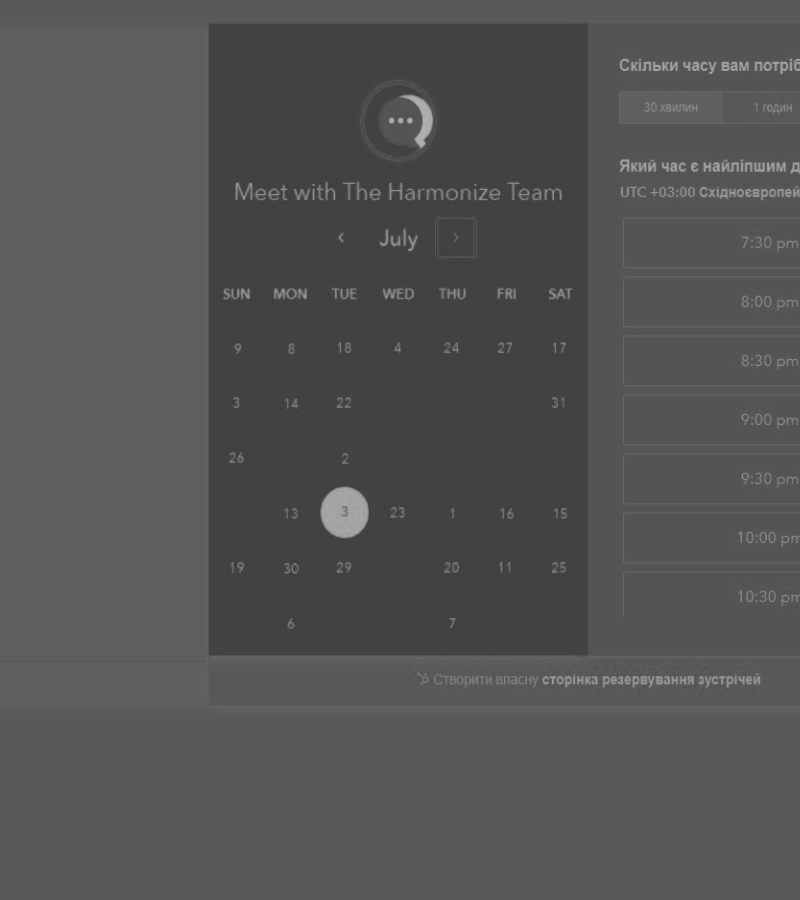 Meet with The Harmonize Team
July
SUN MON TUE WED THU FRI SAT
9 8 18 4 24 27 17
3 14 22 31
26 2
13 3 23 1 16 15
19 30 29 20 11 25
6 7
Скільки часу вам потріб
30 хвилин 1 годин
Який час є найліпшим д
UTC +03:00 Східноєвропей
7:30 pm
8:00 pm
8:30 pm
9:00 pm
9:30 pm
10:00 pm
10:30 pm
Створити власну сторінка резервування зустрічей